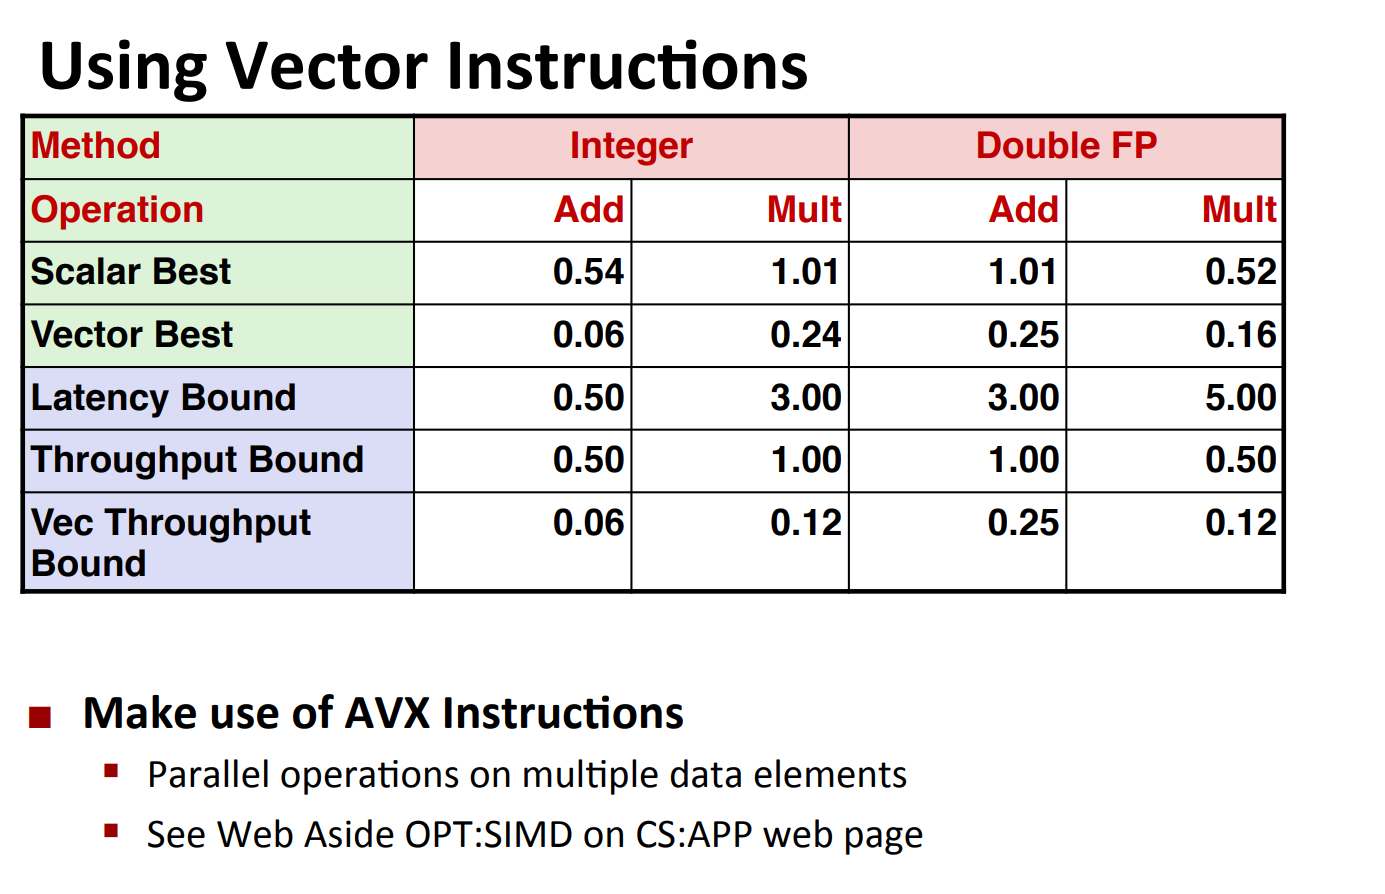 Using Vector Instructions
Method Integer Double FP
Operation Add Mult Add Mult
Scalar Best 0.54 1.01 1.01 0.52
Vector Best 0.06 0.24 0.25 0.16
Latency Bound 0.50 3.00 3.00 5.00
Throughput Bound 0.50 1.00 1.00 0.50
Vec Throughput 0.06 0.12 0.25 0.12
Bound
Make use of AVX Instructions
Parallel operations on multiple data elements
See Web Aside OPT:SIMD on CS:APP web page